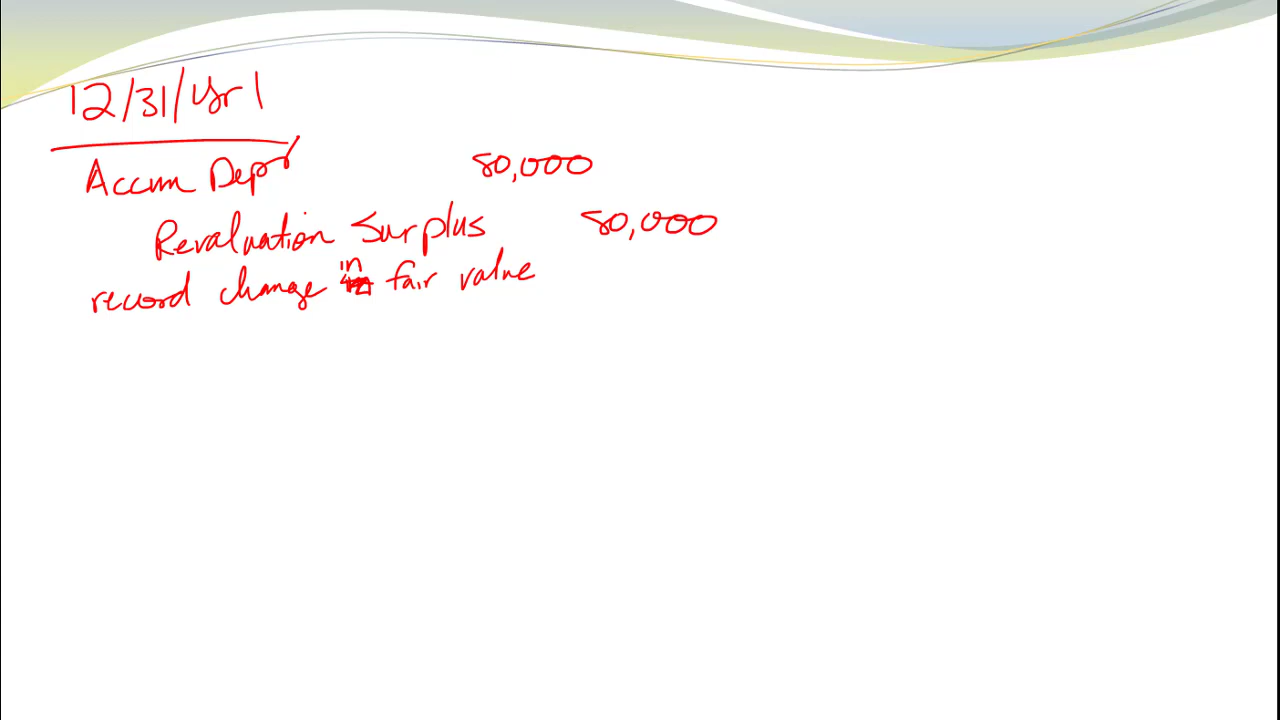 12/31/Yr 1
Accum Depr 80,000
Revaluation Surplus 80,000
record change in fair value